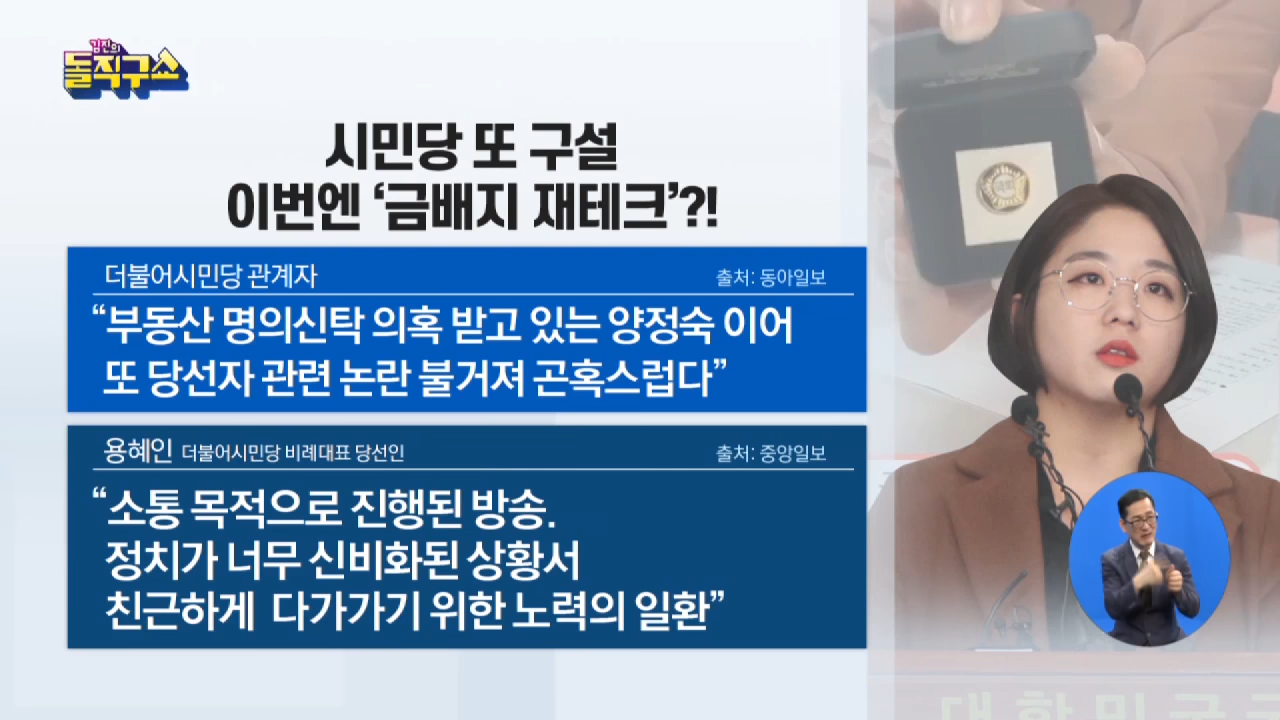 김진의
돌직구쇼
시민당 또 구설
이번엔 ‘금배지 재테크’?!
더불어시민당 관계자
출처: 동아일보
“부동산 명의신탁 의혹 받고 있는 양정숙 이어
또 당선자 관련 논란 불거져 곤혹스럽다”
용혜인 더불어시민당 비례대표 당선인
출처: 중앙일보
“소통 목적으로 진행된 방송.
정치가 너무 신비화된 상황서
친근하게 다가가기 위한 노력의 일환”
대한민국